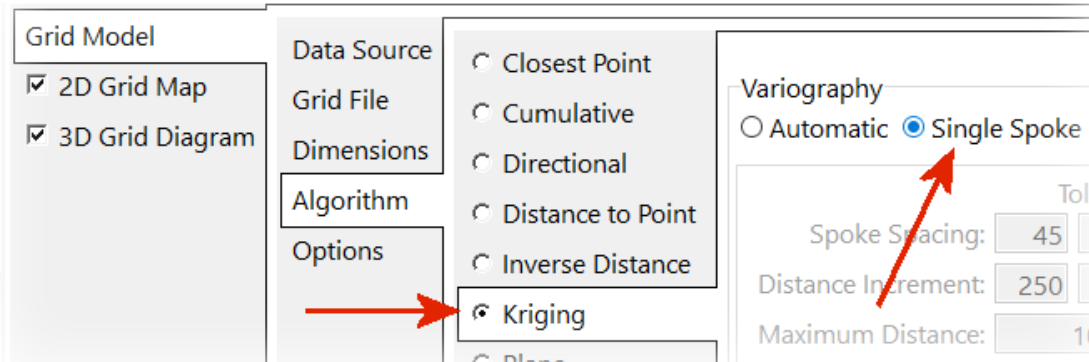 Grid Model
2D Grid Map
3D Grid Diagram
Data Source
Grid File
Dimensions
Algorithm
Options
Closest Point
Cumulative
Directional
Distance to Point
Inverse Distance
Kriging
Variography
Automatic Single Spoke
Spoke Spacing: 45
Distance Increment: 250
Maximum Distance: